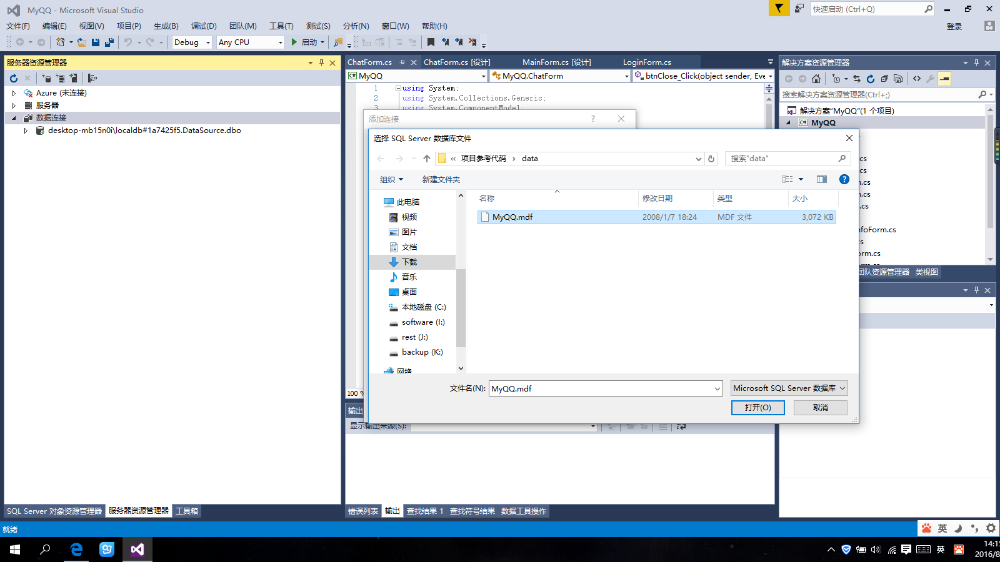 MyQQ - Microsoft Visual Studio
快速启动 (Ctrl+Q)
文件(F) 编辑(E) 视图(V) 项目(P) 生成(B) 调试(D) 团队(M) 工具(T) 测试(S) 分析(N) 窗口(W) 帮助(H)
登录
Debug Any CPU 启动
服务器资源管理器
Azure (未连接)
服务器
数据连接
desktop-mb15n0i\localdb#1a7425f5.DataSource.dbo
SQL Server 对象资源管理器 服务器资源管理器 工具箱
ChatForm.cs ChatForm.cs [设计] MainForm.cs [设计] LoginForm.cs
C# MyQQ MyQQ.ChatForm btnClose_Click(object sender, Eve
1 using System;
2 using System.Collections.Generic;
3 using System.ComponentModel;
添加连接 ?
选择 SQL Server 数据库文件
« 项目参考代码 › data
搜索"data"
组织 新建文件夹
此电脑
视频
图片
文档
下载
音乐
桌面
本地磁盘 (C:)
software (I:)
rest (J:)
backup (K:)
网络
名称 修改日期 类型 大小
MyQQ.mdf 2008/1/7 18:24 MDF 文件 3,072 KB
文件名(N): MyQQ.mdf Microsoft SQL Server 数据库
打开(O) 取消
100 %
输出
显示输出来源(S):
错误列表 输出 查找结果 1 查找符号结果 数据工具操作
解决方案资源管理器
搜索解决方案资源管理器(Ctrl+;)
解决方案"MyQQ"(1 个项目)
C# MyQQ
cs
cs
m.cs
m.cs
.cs
nfoForm.cs
cs
orm.cs
团队资源管理器 类视图
就绪
英
英
14:15
2016/8